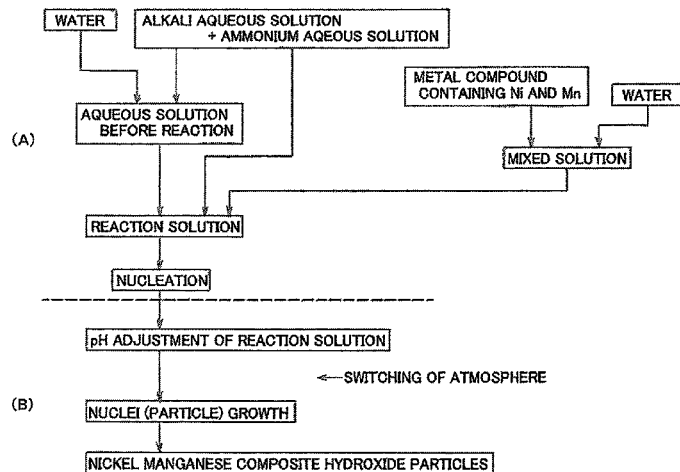 WATER
ALKALI AQUEOUS SOLUTION
+ AMMONIUM AQEOUS SOLUTION
METAL COMPOUND
CONTAINING Ni AND Mn
WATER
AQUEOUS SOLUTION
BEFORE REACTION
(A)
MIXED SOLUTION
REACTION SOLUTION
NUCLEATION
pH ADJUSTMENT OF REACTION SOLUTION
SWITCHING OF ATMOSPHERE
(B)
NUCLEI (PARTICLE) GROWTH
NICKEL MANGANESE COMPOSITE HYDROXIDE PARTICLES